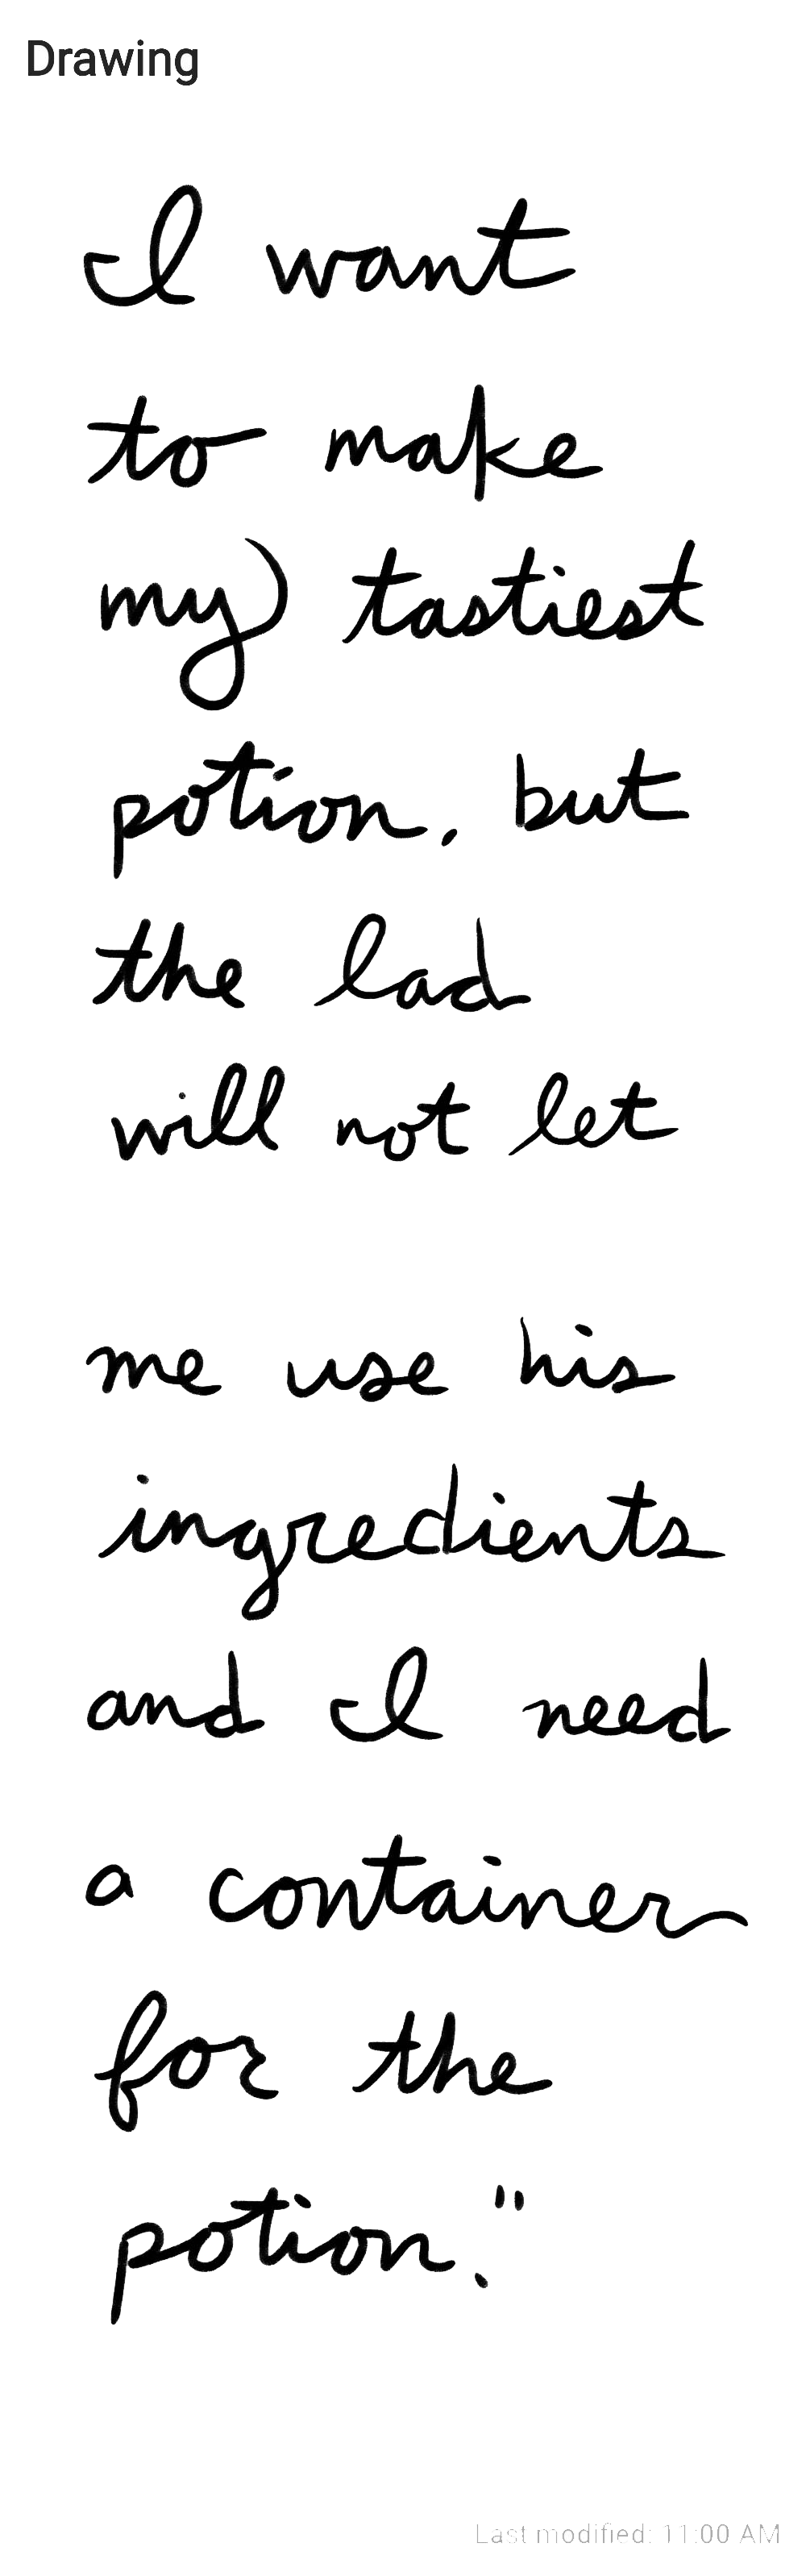 Drawing
I want
to make
my tastiest
potion, but
the lad
will not let
me use his
ingredients
and I need
a container
for the
potion."
Last modified: 11:00 AM